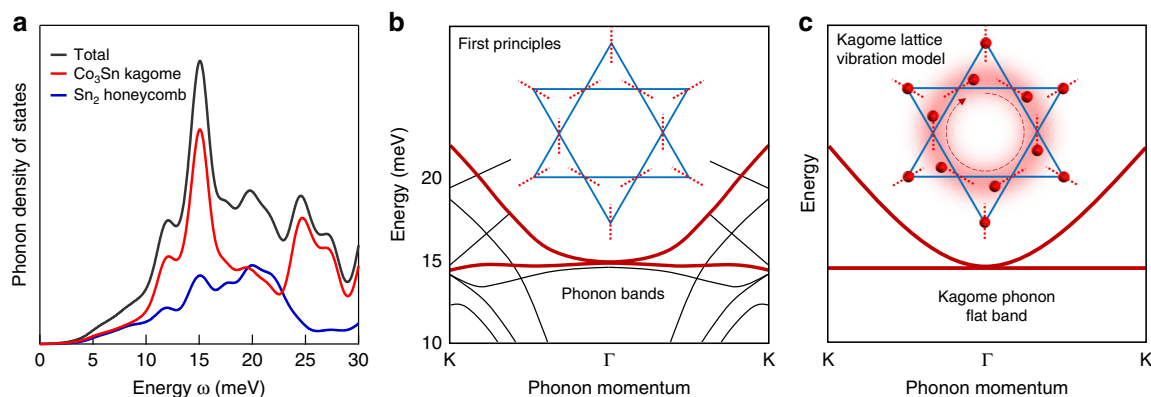 a
Total
Co₃Sn kagome
Sn₂ honeycomb
Phonon density of states
0 5 10 15 20 25 30
Energy ω (meV)
b
First principles
Energy (meV)
20
15
10
Phonon bands
K Γ K
Phonon momentum
c
Kagome lattice
vibration model
Energy
Kagome phonon
flat band
K Γ K
Phonon momentum